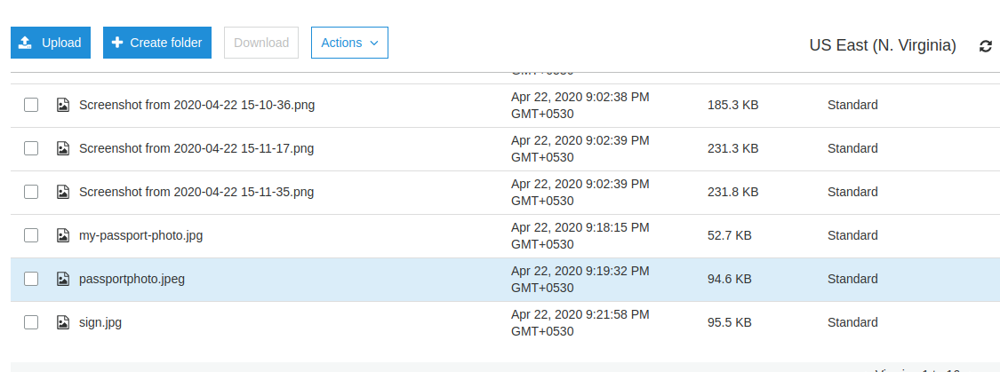 Upload Create folder Download Actions
US East (N. Virginia)
Screenshot from 2020-04-22 15-10-36.png Apr 22, 2020 9:02:38 PM GMT+0530 185.3 KB Standard
Screenshot from 2020-04-22 15-11-17.png Apr 22, 2020 9:02:39 PM GMT+0530 231.3 KB Standard
Screenshot from 2020-04-22 15-11-35.png Apr 22, 2020 9:02:39 PM GMT+0530 231.8 KB Standard
my-passport-photo.jpg Apr 22, 2020 9:18:15 PM GMT+0530 52.7 KB Standard
passportphoto.jpeg Apr 22, 2020 9:19:32 PM GMT+0530 94.6 KB Standard
sign.jpg Apr 22, 2020 9:21:58 PM GMT+0530 95.5 KB Standard